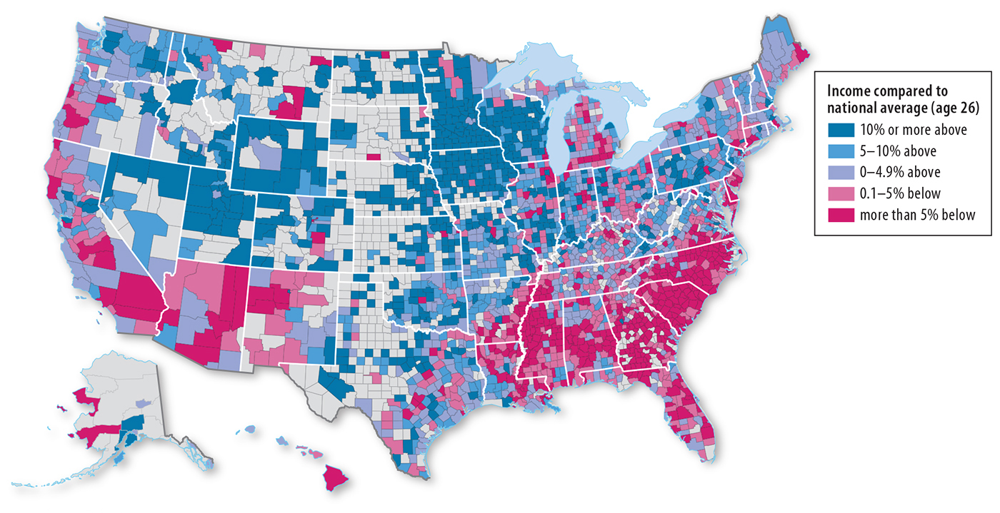 Income compared to
national average (age 26)
10% or more above
5–10% above
0–4.9% above
0.1–5% below
more than 5% below